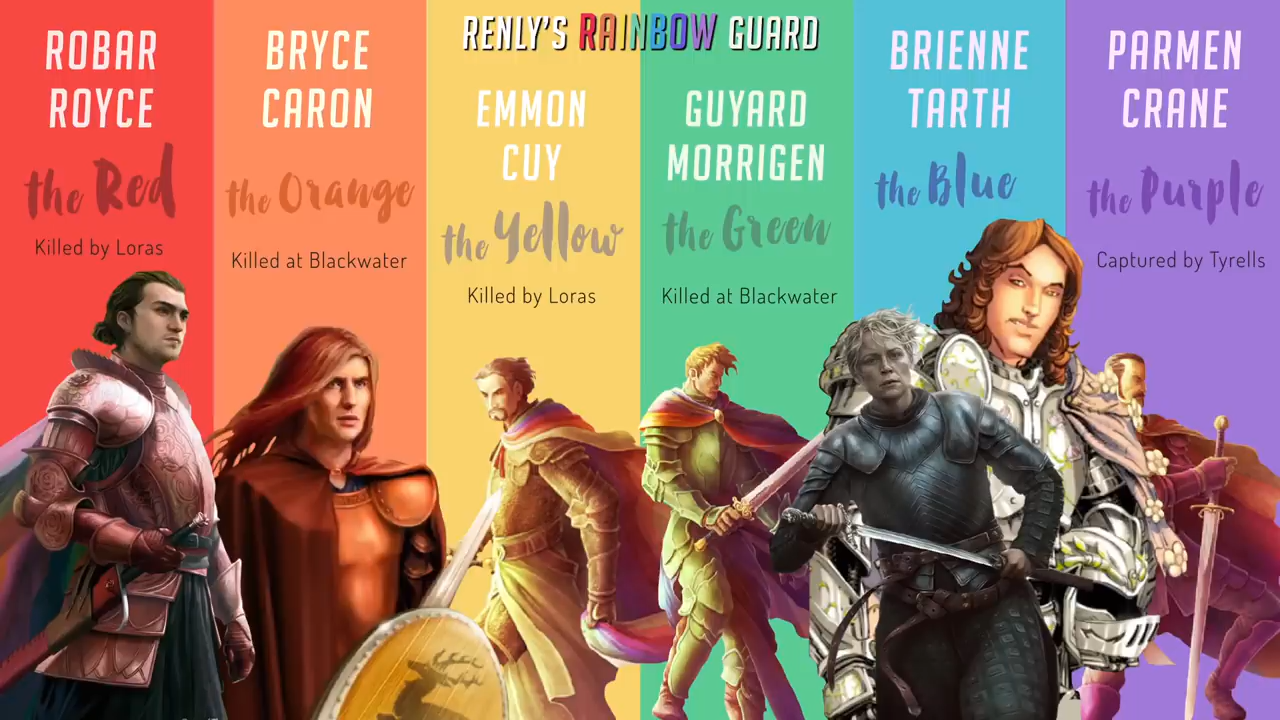 RENLY'S RAINBOW GUARD
ROBAR
ROYCE
the Red
Killed by Loras
BRYCE
CARON
the Orange
Killed at Blackwater
EMMON
CUY
the Yellow
Killed by Loras
GUYARD
MORRIGEN
the Green
Killed at Blackwater
BRIENNE
TARTH
the Blue
PARMEN
CRANE
the Purple
Captured by Tyrells